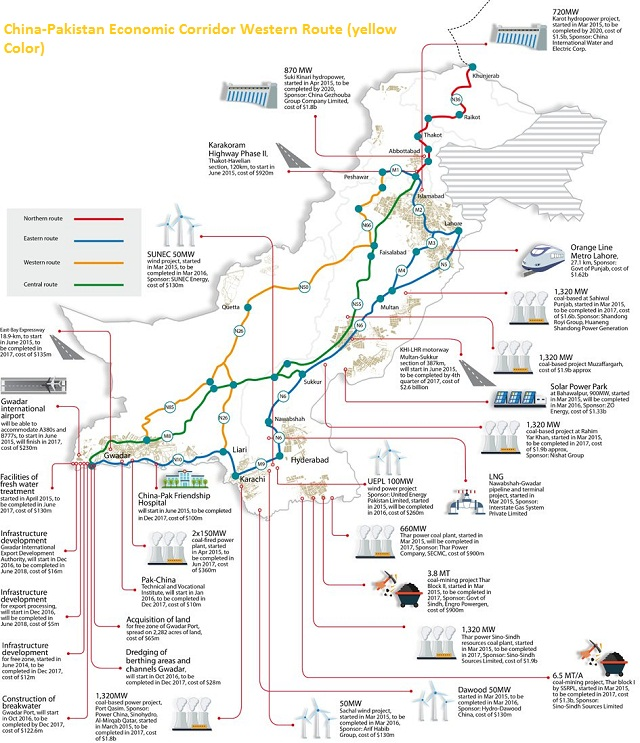 China-Pakistan Economic Corridor Western Route (yellow
Color)
720MW
Karot hydropower project,
started in Mar 2015, to be
completed by 2020, cost of
$1.5b, Sponsor: China
International Water and
Electric Corp.
870 MW
Suki Kinari hydropower,
started in Apr 2015, to be
completed by 2020,
Sponsor: China Gezhouba
Group Company Limited,
cost of $1.8b
Karakoram
Highway Phase II,
Thakot-Havelian
section, 120km, to start in
June 2015, cost of $920m
Khunjerab
N36
Raikot
Thakot
Abbottabad
M1
Peshawar
Islamabad
M2
Lahore
M3
N66
Faisalabad
M4
N5
N50
Multan
N55
N6
Quetta
N26
Sukkur
N6
Nawabshah
N6
N85
M8
N26
Gwadar
N10
Liari
M9
Hyderabad
Karachi
Northern route
Eastern route
Western route
Central route
SUNEC 50MW
wind project, started
in Mar 2015, to be
completed in Mar 2016,
Sponsor: SUNEC Energy,
cost of $130m
Orange Line
Metro Lahore,
27.1 km, Sponsor:
Govt of Punjab, cost of
$1.62b
1,320 MW
coal-based at Sahiwal
Punjab, started in Mar 2015,
to be completed in 2017, cost
of $1.6b, Sponsor: Shandong
Royi Group, Huaneng
Shandong Power Generation
1,320 MW
coal-based project Muzaffargarh,
cost of $1.9b approx
KHI-LHR motorway
Multan-Sukkur
section of 387km,
will start in June 2015,
to be completed by 4th
quarter of 2017, cost of
$2.6 billion
Solar Power Park
at Bahawalpur, 900MW, started
in Mar 2015, will be completed
in Mar 2016, Sponsor: ZO
Energy, cost of $1.33b
1,320 MW
coal-based project at Rahim
Yar Khan, started in Mar 2015,
to be completed in 2017,
cost of $1.9b approx,
Sponsor: Nishat Group
LNG
Nawabshah-Gwadar
pipeline and terminal
project, started in
Mar 2015, Sponsor:
Interstate Gas System
Private Limited
UEPL 100MW
wind power project
Sponsor: United Energy
Pakistan Limited, started
in 2015, will be completed
in 2016, cost of $260m
660MW
Thar power coal plant, started in
Mar 2015, will be completed in
2017, Sponsor: Thar Power
Company, SECMC, cost of $900m
3.8 MT
coal-mining project Thar
Block II, started in Mar
2015, to be completed in
2017, Sponsor: Govt of
Sindh, Engro Powergen,
cost of $900m
1,320 MW
Thar power Sino-Sindh
resources coal plant, started
in Mar 2015, to be completed
in 2017, Sponsor: Sino-Sindh
Sources Limited, cost of $1.9b
6.5 MT/A
coal-mining project, Thar block I
by SSRPL, started in Mar 2015,
to be completed in 2017, cost
of $1.3b, Sponsor:
Sino-Sindh Sources Limited
Dawood 50MW
wind project, started in
Mar 2015, to be completed
in Mar 2016, Sponsor:
Hydro-Dawood
China, cost of $130m
50MW
Sachal wind project,
started in Mar 2015, to
be completed in Mar
2016, Sponsor: Arif Habib
Group, cost of $130m
East-Bay Expressway
18.9-km, to start
in June 2015, to
be completed in
2017, cost of $135m
Gwadar
international
airport
will be able to
accommodate A380s and
B777s, to start in June
2015, will finish in 2017,
cost of $230m
Facilities of
fresh water
treatment
started in April 2015, to be
completed in June
2017, cost of $130m
Infrastructure
development
Gwadar International
Export Development
Authority, will start in Dec
2016, to be completed in
June 2018, cost of $16m
Infrastructure
development
for export processing,
will start in Dec 2016,
will be completed in
June 2018, cost of $5m
Infrastructure
development
for free zone, started in
June 2014, to be
completed in Dec 2017,
cost of $12m
Construction of
breakwater
Gwadar Port, will start
in Oct 2016, to be
completed by Dec 2017,
cost of $122.6m
China-Pak Friendship
Hospital
will start in June 2015, to be completed
in Dec 2017, cost of $100m
2x150MW
coal-fired power
plant, started in
Apr 2015, to be
completed in
Jun 2017, cost of
$360m
Pak-China
Technical and Vocational
Institute, will start in Jan
2016, to be completed in
Dec 2017, cost of $10m
Acquisition of land
for free zone of Gwadar Port,
spread on 2,282 acres of land,
cost of $65m
Dredging of
berthing areas and
channels Gwadar,
will start in Oct 2016, to be
completed in Dec 2017, cost of $28m
1,320MW
coal-based power project,
Port Qasim. Sponsor:
Power China, Sinohydro,
Al-Mirqab Qatar, started
in March 2015, to be
completed in 2017,
cost of $1.8b